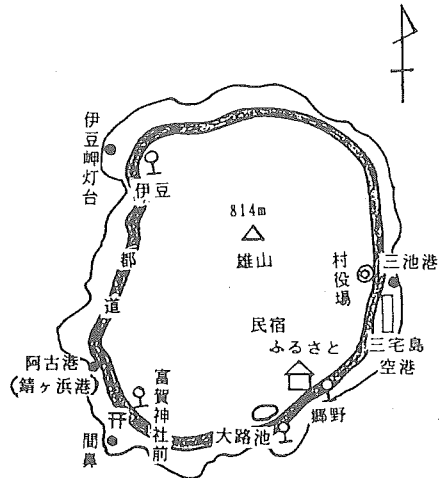 伊豆岬灯台
伊豆
814m
雄山
都道
村役場
三池港
民宿
ふるさと
三宅島
空港
阿古港
(錆ヶ浜港)
富賀神社前
間鼻
大路池
郷野